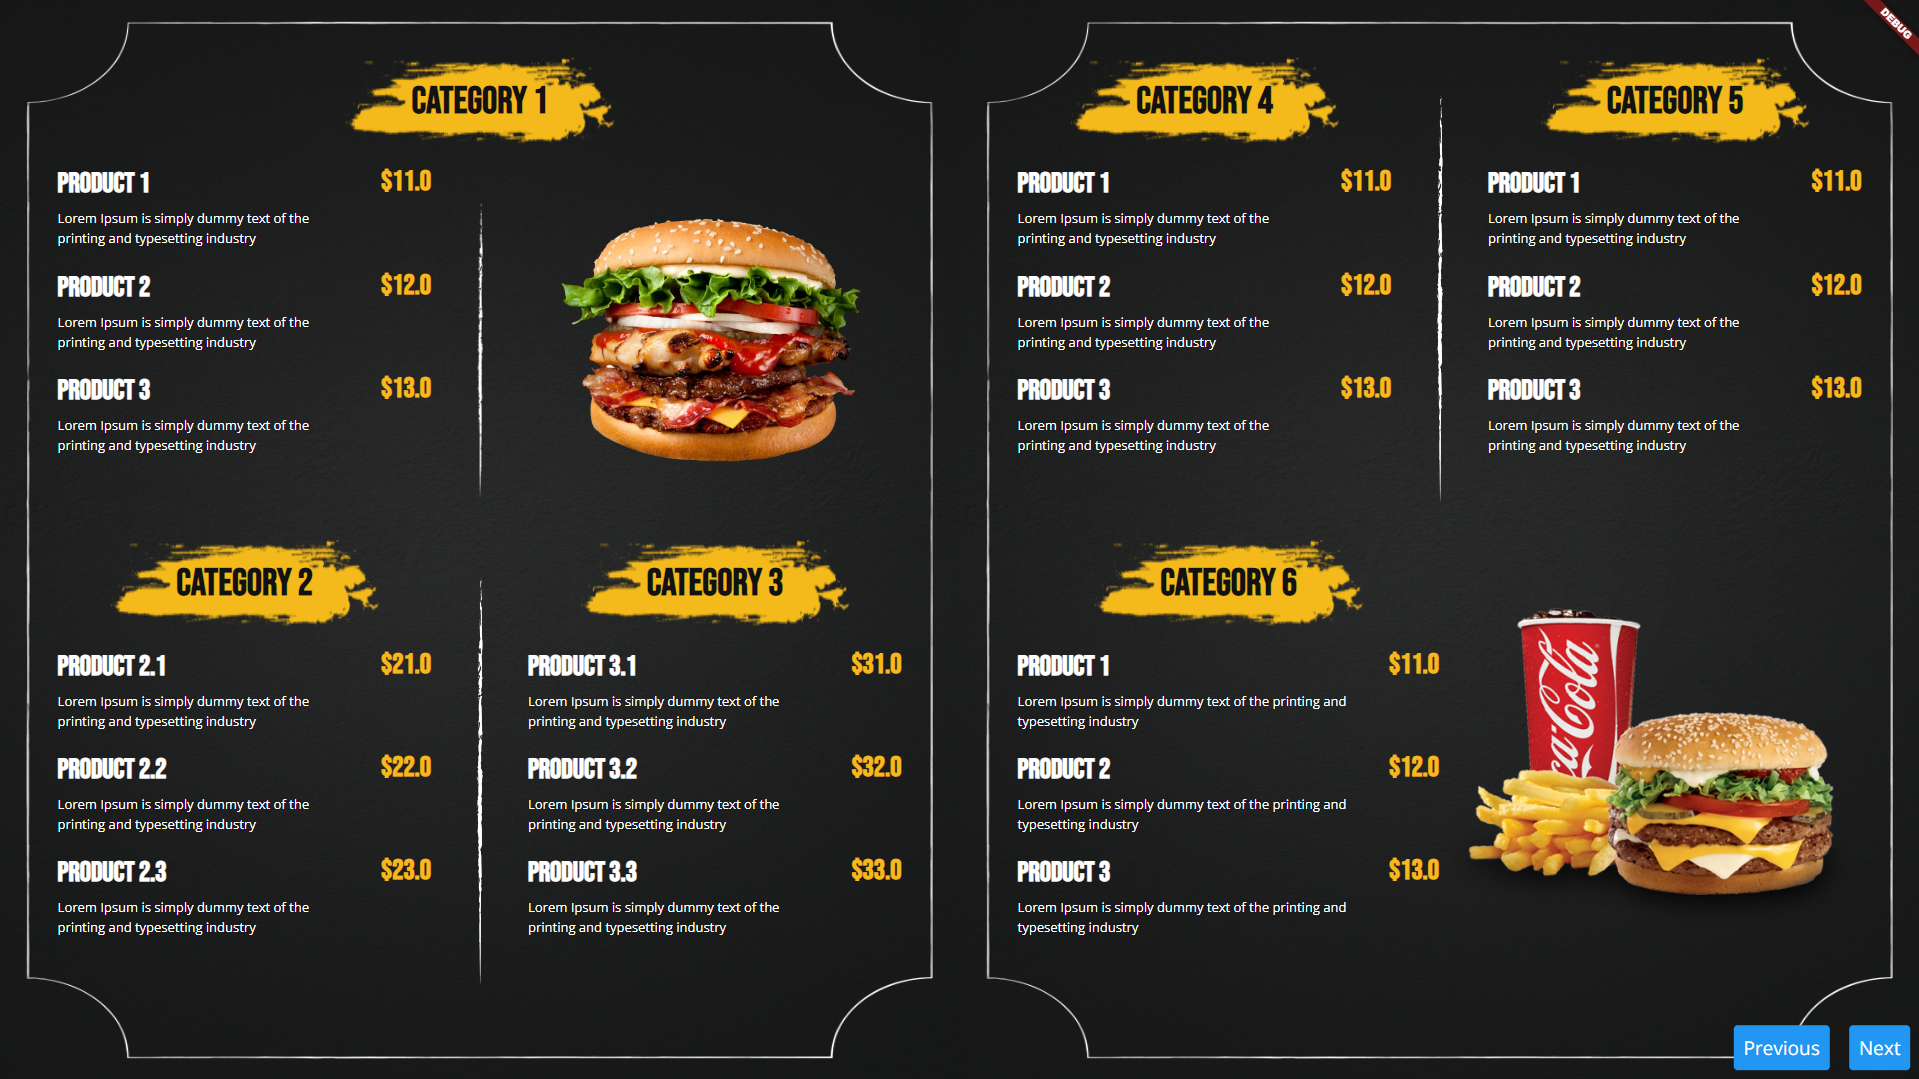 DEBUG
CATEGORY 1
PRODUCT 1 $11.0
Lorem Ipsum is simply dummy text of the
printing and typesetting industry
PRODUCT 2 $12.0
Lorem Ipsum is simply dummy text of the
printing and typesetting industry
PRODUCT 3 $13.0
Lorem Ipsum is simply dummy text of the
printing and typesetting industry
CATEGORY 2
PRODUCT 2.1 $21.0
Lorem Ipsum is simply dummy text of the
printing and typesetting industry
PRODUCT 2.2 $22.0
Lorem Ipsum is simply dummy text of the
printing and typesetting industry
PRODUCT 2.3 $23.0
Lorem Ipsum is simply dummy text of the
printing and typesetting industry
CATEGORY 3
PRODUCT 3.1 $31.0
Lorem Ipsum is simply dummy text of the
printing and typesetting industry
PRODUCT 3.2 $32.0
Lorem Ipsum is simply dummy text of the
printing and typesetting industry
PRODUCT 3.3 $33.0
Lorem Ipsum is simply dummy text of the
printing and typesetting industry
CATEGORY 4
PRODUCT 1 $11.0
Lorem Ipsum is simply dummy text of the
printing and typesetting industry
PRODUCT 2 $12.0
Lorem Ipsum is simply dummy text of the
printing and typesetting industry
PRODUCT 3 $13.0
Lorem Ipsum is simply dummy text of the
printing and typesetting industry
CATEGORY 5
PRODUCT 1 $11.0
Lorem Ipsum is simply dummy text of the
printing and typesetting industry
PRODUCT 2 $12.0
Lorem Ipsum is simply dummy text of the
printing and typesetting industry
PRODUCT 3 $13.0
Lorem Ipsum is simply dummy text of the
printing and typesetting industry
CATEGORY 6
PRODUCT 1 $11.0
Lorem Ipsum is simply dummy text of the printing and
typesetting industry
PRODUCT 2 $12.0
Lorem Ipsum is simply dummy text of the printing and
typesetting industry
PRODUCT 3 $13.0
Lorem Ipsum is simply dummy text of the printing and
typesetting industry
ca-Cola
Previous Next